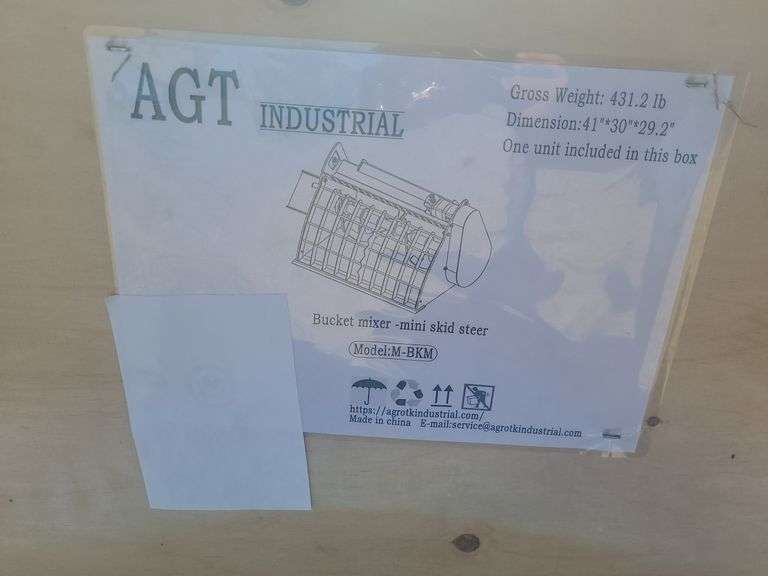 AGT INDUSTRIAL
Gross Weight: 431.2 lb
Dimension:41"*30"*29.2"
One unit included in this box
Bucket mixer -mini skid steer
Model:M-BKM
https://agrotkindustrial.com/
Made in china E-mail:service@agrotkindustrial.com